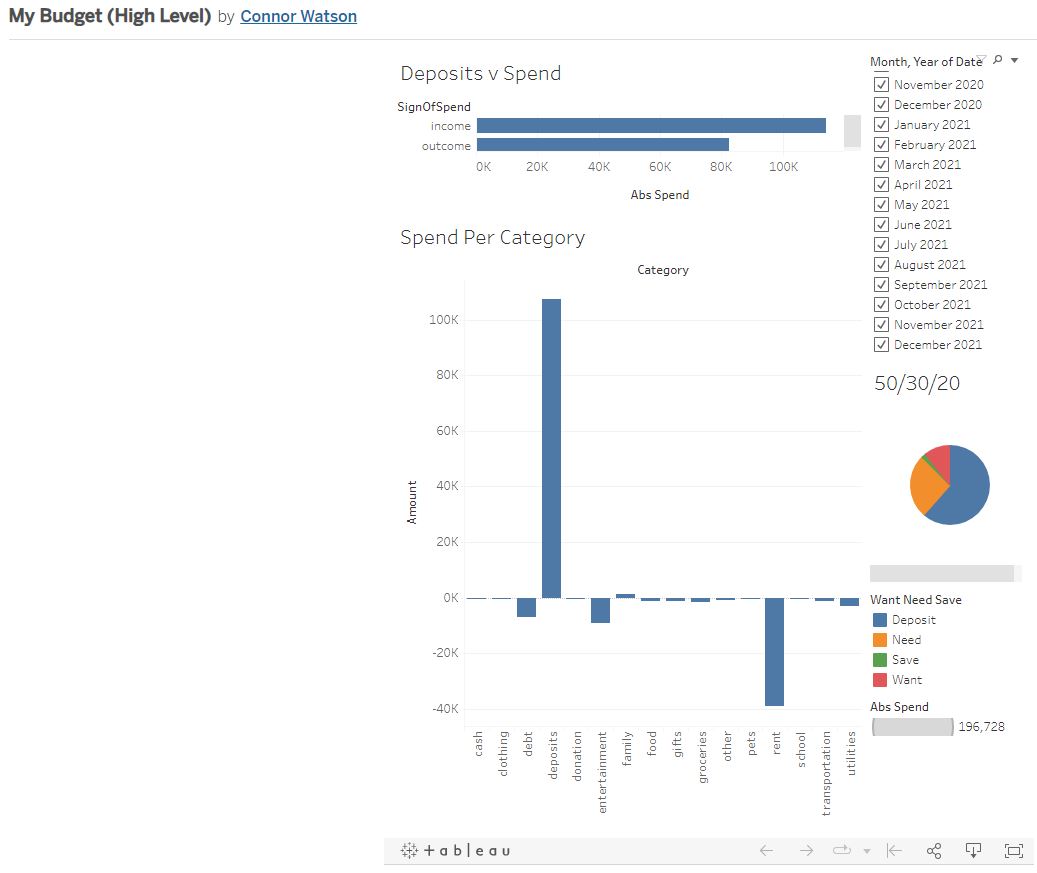 My Budget (High Level) by Connor Watson
Deposits v Spend
SignOfSpend
income
outcome
0K 20K 40K 60K 80K 100K
Abs Spend
Spend Per Category
Category
Amount
100K
80K
60K
40K
20K
0K
-20K
-40K
cash
clothing
debt
deposits
donation
entertainment
family
food
gifts
groceries
other
pets
rent
school
transportation
utilities
Month, Year of Date
November 2020
December 2020
January 2021
February 2021
March 2021
April 2021
May 2021
June 2021
July 2021
August 2021
September 2021
October 2021
November 2021
December 2021
50/30/20
Want Need Save
Deposit
Need
Save
Want
Abs Spend
196,728
+ableau